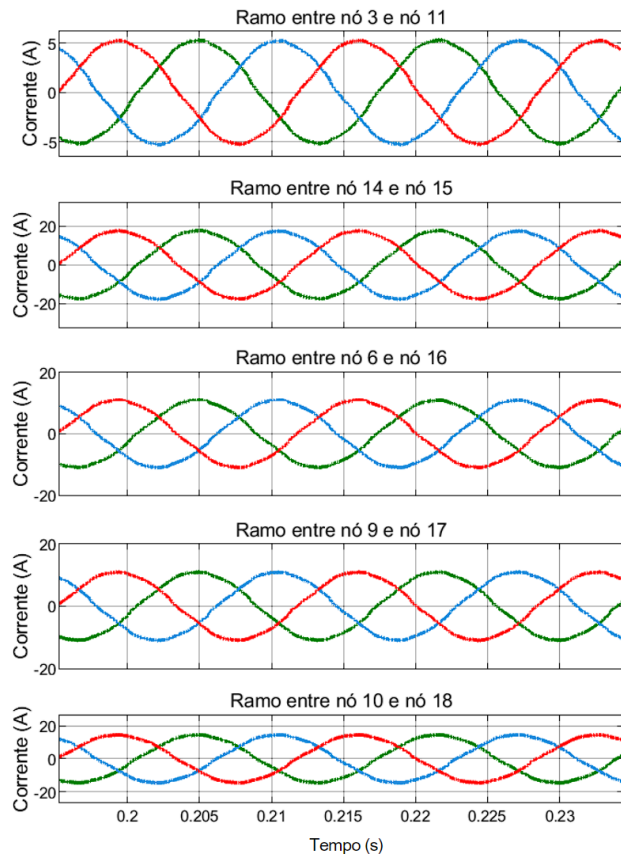 Ramo entre nó 3 e nó 11
Corrente (A)
5
0
-5
Ramo entre nó 14 e nó 15
Corrente (A)
20
0
-20
Ramo entre nó 6 e nó 16
Corrente (A)
20
10
0
-10
-20
Ramo entre nó 9 e nó 17
Corrente (A)
20
0
-20
Ramo entre nó 10 e nó 18
Corrente (A)
20
0
-20
0.2 0.205 0.21 0.215 0.22 0.225 0.23
Tempo (s)